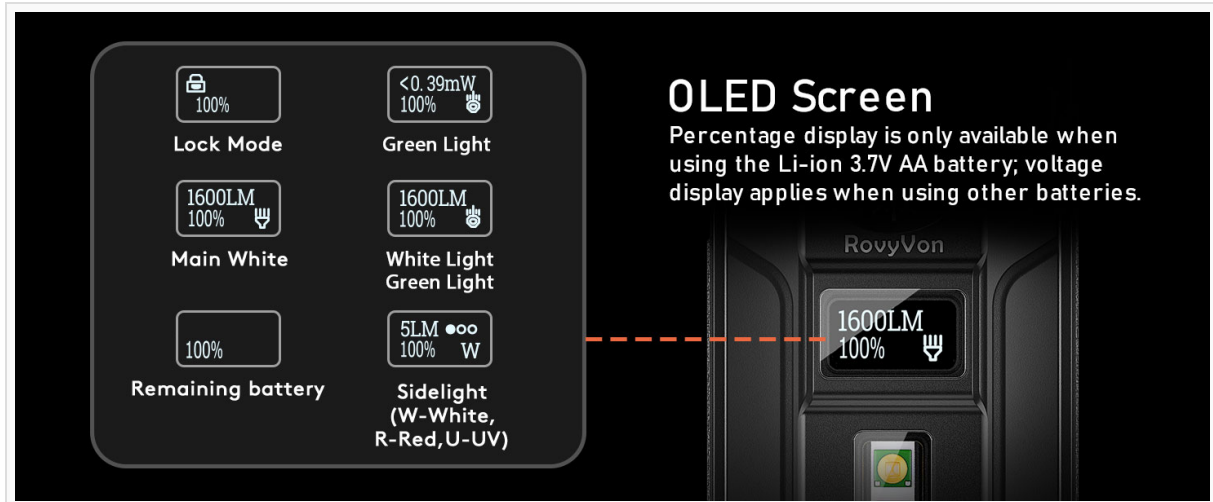 100%
Lock Mode
<0.39mW
100%
Green Light
1600LM
100%
Main White
1600LM
100%
White Light
Green Light
100%
Remaining battery
5LM
100% W
Sidelight
(W-White,
R-Red,U-UV)
OLED Screen
Percentage display is only available when
using the Li-ion 3.7V AA battery; voltage
display applies when using other batteries.
RovyVon
1600LM
100%